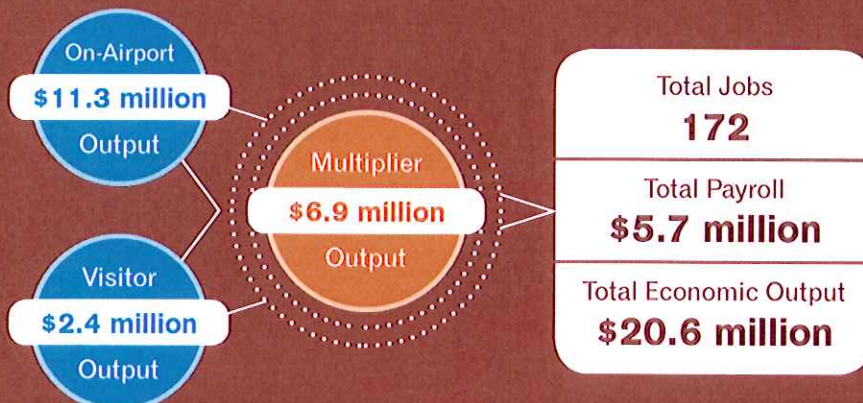 On-Airport
$11.3 million
Output
Visitor
$2.4 million
Output
Multiplier
$6.9 million
Output
Total Jobs
172
Total Payroll
$5.7 million
Total Economic Output
$20.6 million